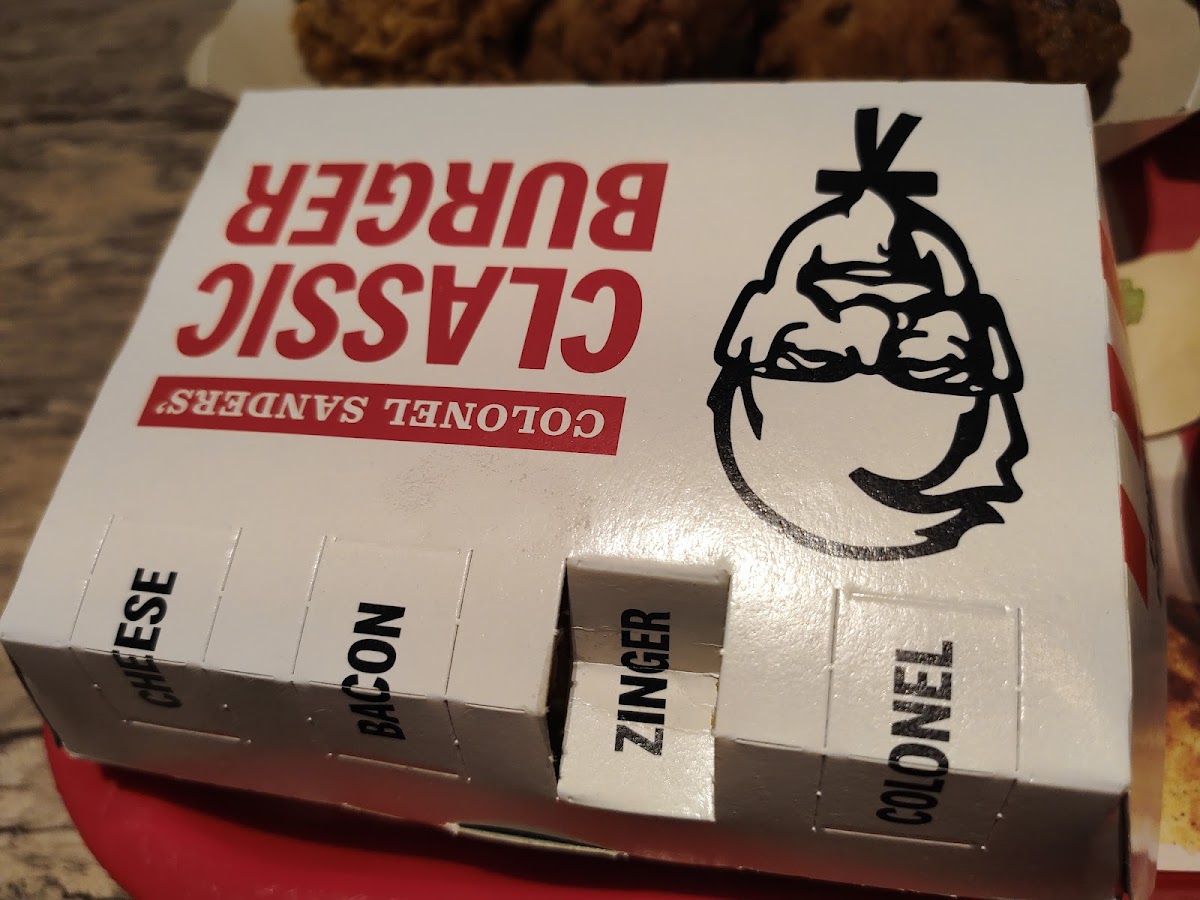 COLONEL SANDERS'
CLASSIC
BURGER
CHEESE
BACON
ZINGER
COLONEL